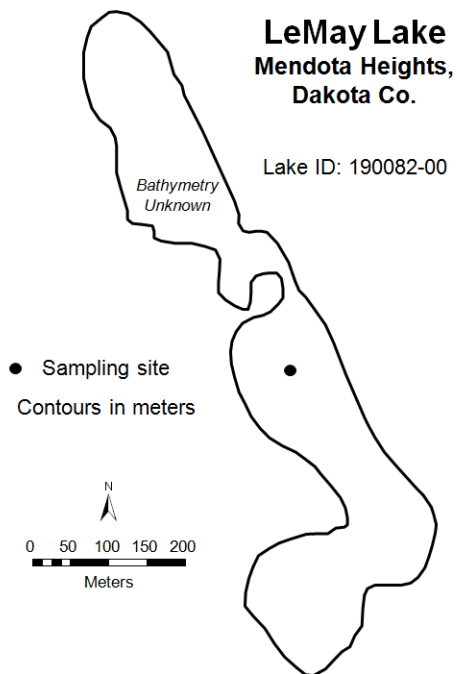 LeMay Lake
Mendota Heights,
Dakota Co.
Lake ID: 190082-00
Bathymetry
Unknown
Sampling site
Contours in meters
N
0 50 100 150 200
Meters